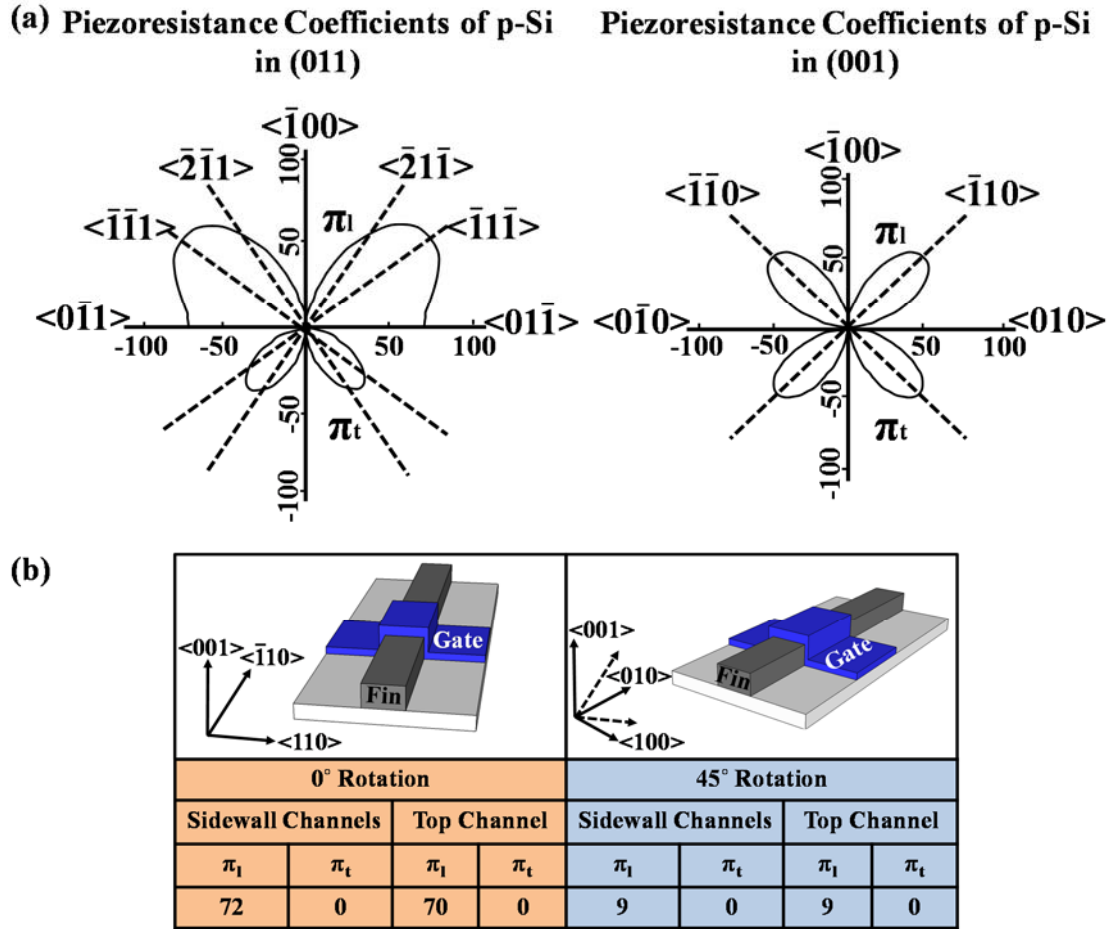 (a) Piezoresistance Coefficients of p-Si in (011)
Piezoresistance Coefficients of p-Si in (001)
<1̄00>
<2̄1̄1> <2̄11̄>
<1̄1̄1> πl <1̄11̄>
<01̄1> <011̄>
-100 -50 50 100
100
50
-50
-100
πt
<1̄00>
<1̄1̄0> <1̄10>
πl
<01̄0> <010>
-100 -50 50 100
100
50
-50
-100
πt
(b)
<001> <1̄10> <110> Fin Gate
<001> <010> <100> Fin Gate
0° Rotation 45° Rotation
Sidewall Channels Top Channel Sidewall Channels Top Channel
πl πt πl πt πl πt πl πt
72 0 70 0 9 0 9 0